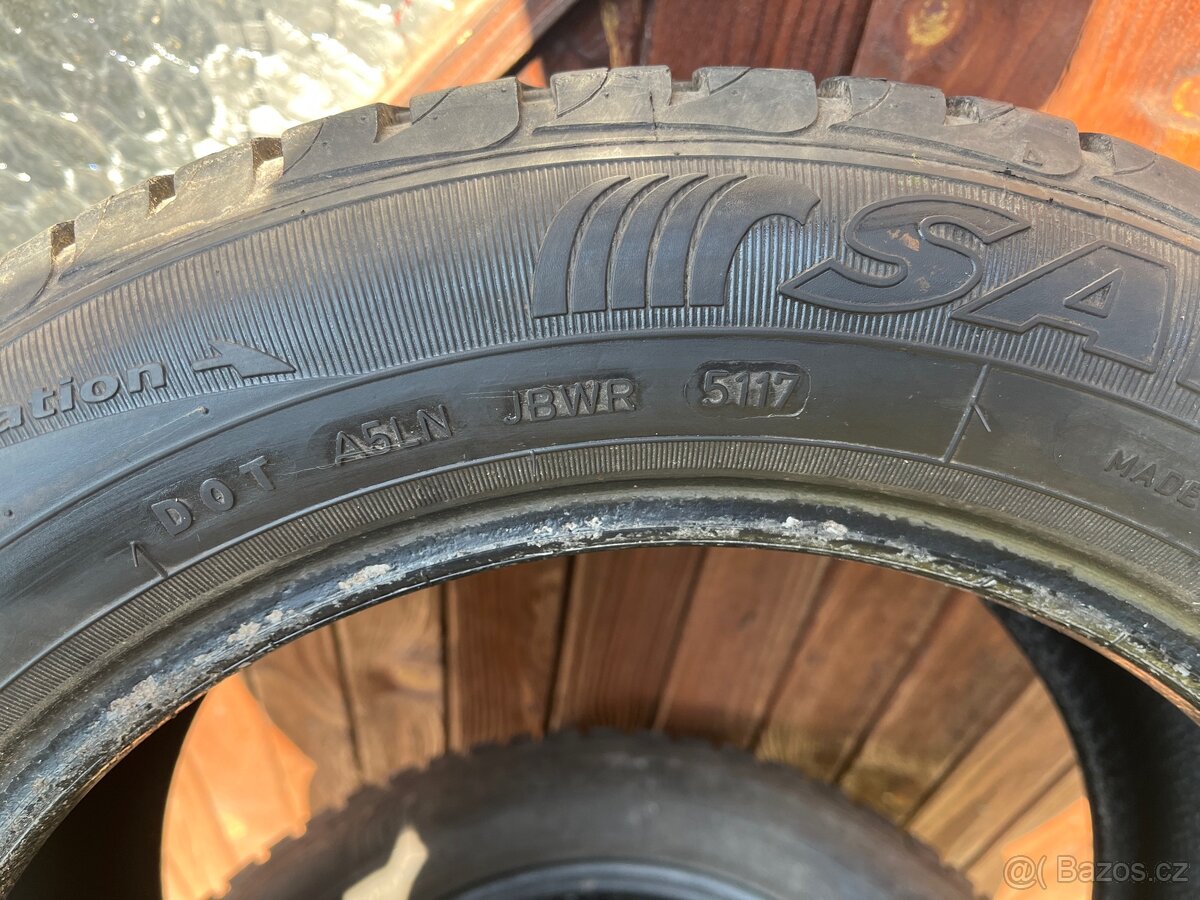 SA
ation
DOT A5LN JBWR 5117
MADE
@( Bazos.cz